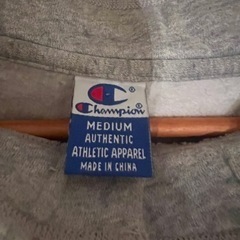 Champion
MEDIUM
AUTHENTIC
ATHLETIC APPAREL
MADE IN CHINA